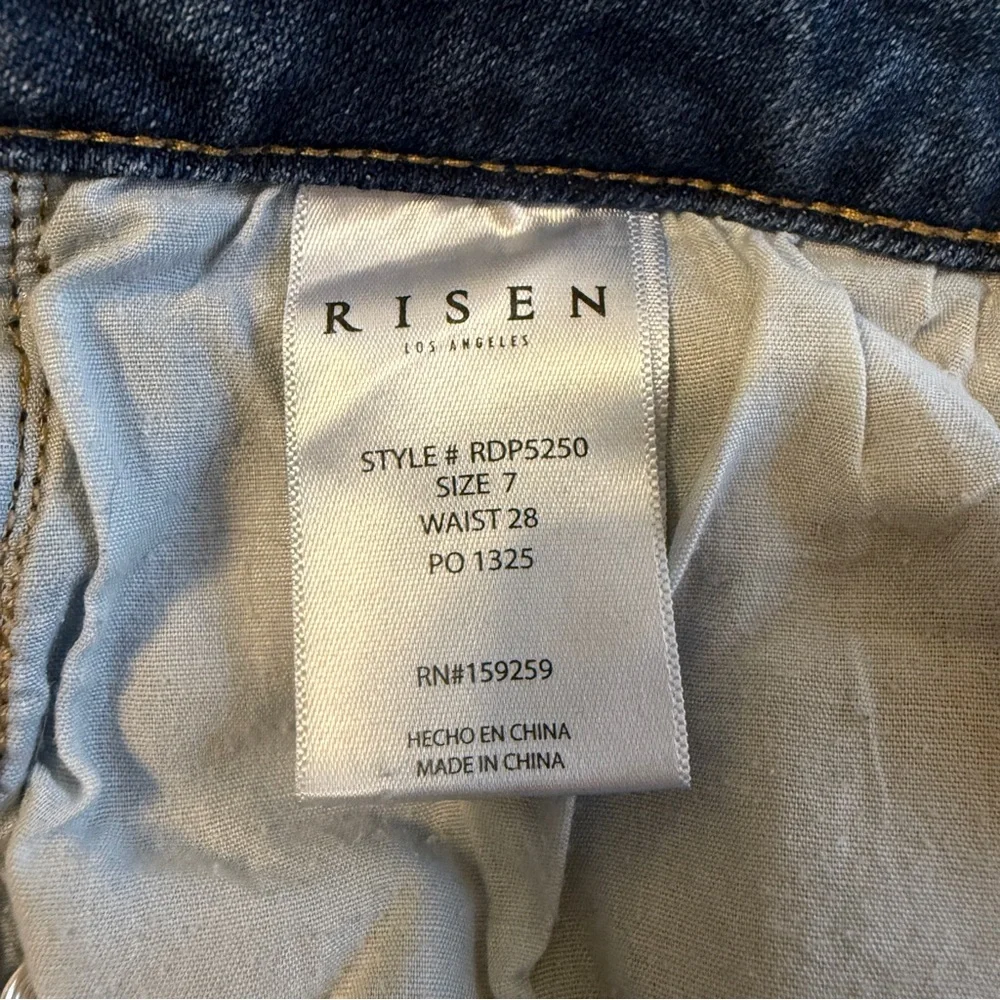 RISEN
LOS ANGELES
STYLE # RDP5250
SIZE 7
WAIST 28
PO 1325
RN#159259
HECHO EN CHINA
MADE IN CHINA